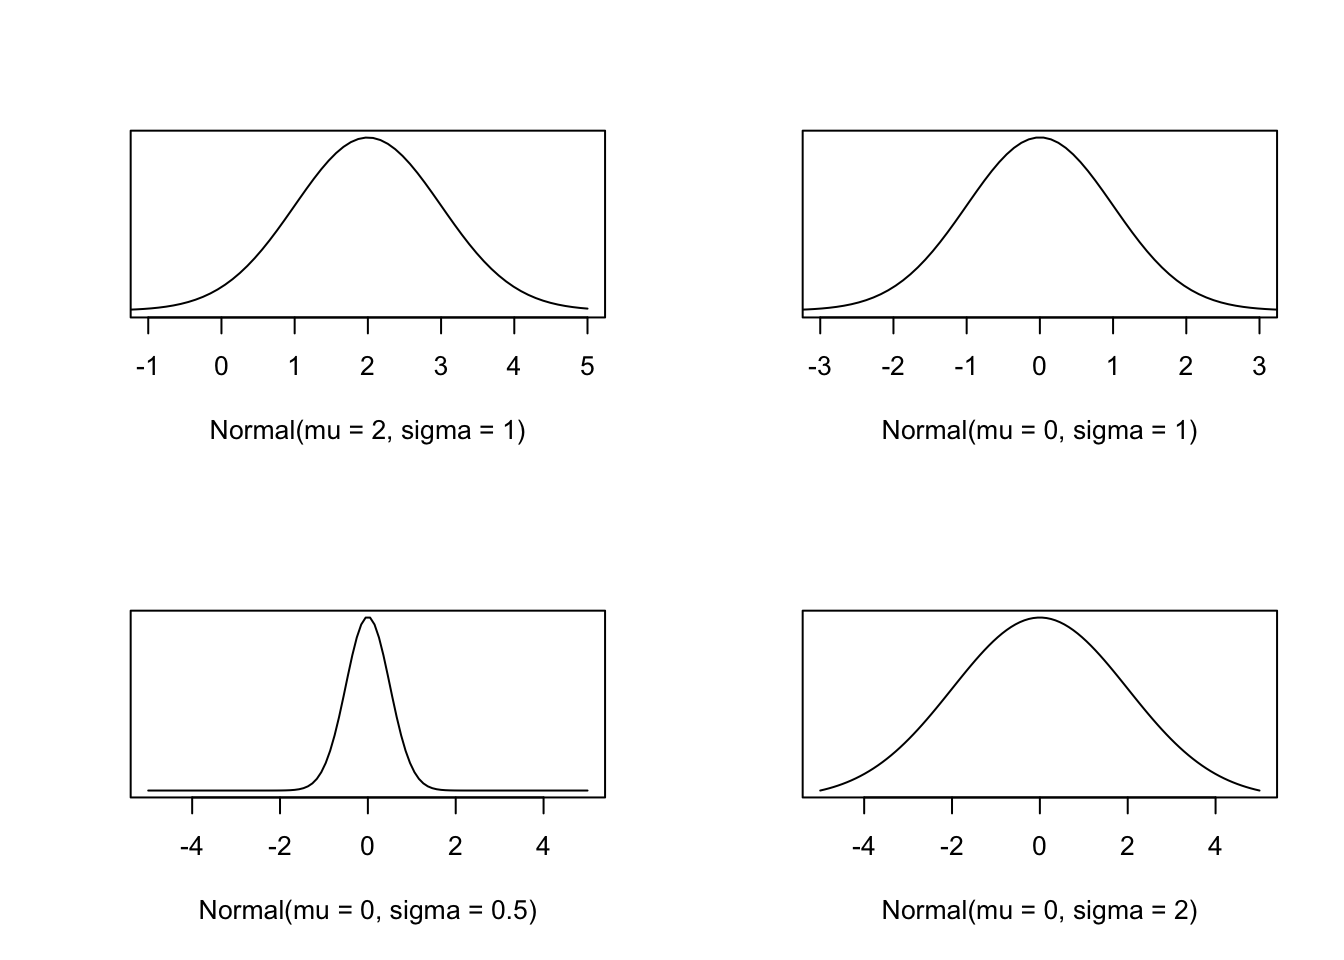 -1 0 1 2 3 4 5
Normal(mu = 2, sigma = 1)
-3 -2 -1 0 1 2 3
Normal(mu = 0, sigma = 1)
-4 -2 0 2 4
Normal(mu = 0, sigma = 0.5)
-4 -2 0 2 4
Normal(mu = 0, sigma = 2)